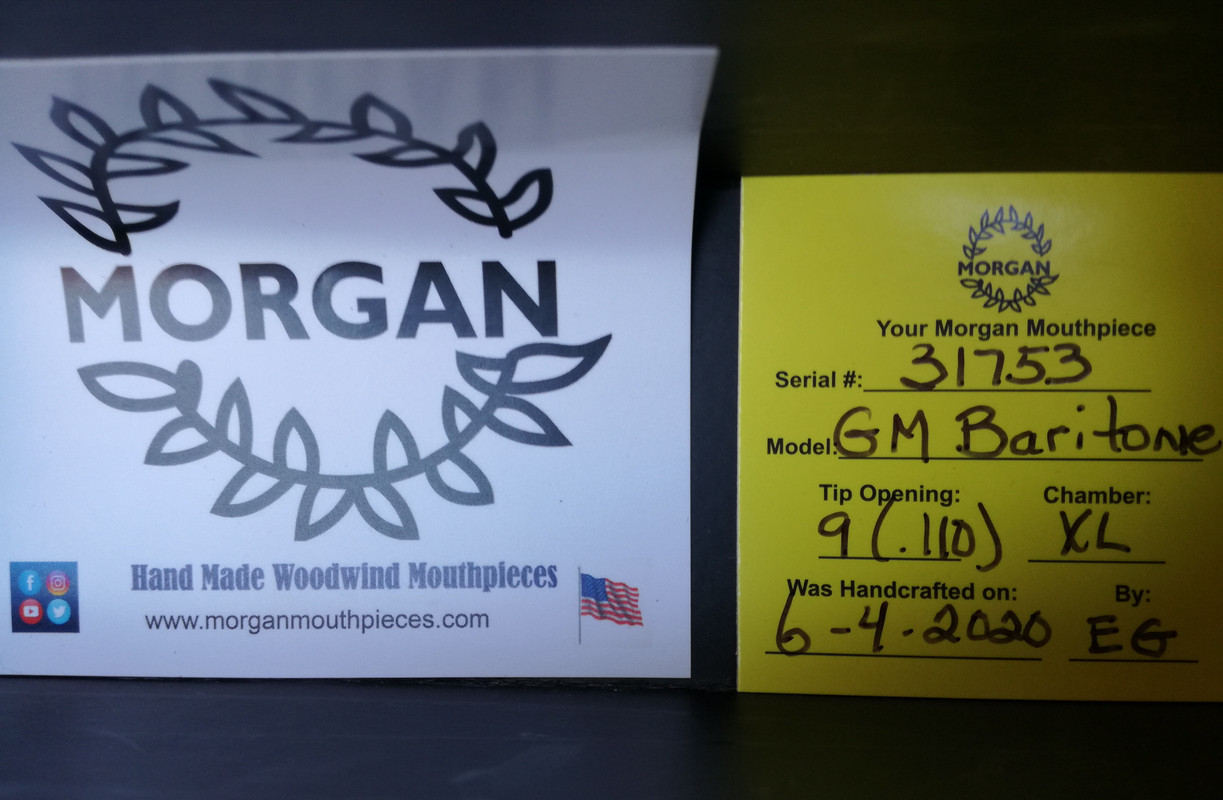 MORGAN
Hand Made Woodwind Mouthpieces
www.morganmouthpieces.com
MORGAN
Your Morgan Mouthpiece
Serial #: 31753
Model: GM Baritone
Tip Opening: Chamber:
9 (.110) XL
Was Handcrafted on: By:
6-4-2020 EG